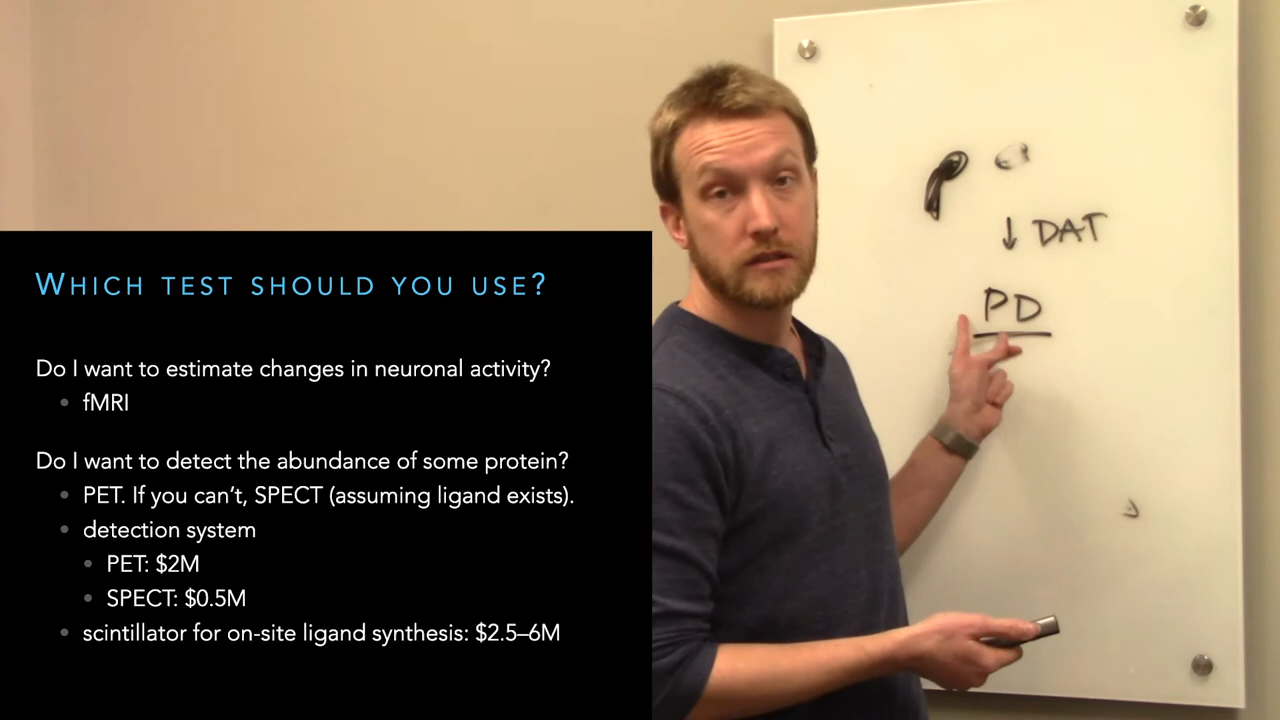 WHICH TEST SHOULD YOU USE?
Do I want to estimate changes in neuronal activity?
• fMRI
Do I want to detect the abundance of some protein?
• PET. If you can't, SPECT (assuming ligand exists).
• detection system
• PET: $2M
• SPECT: $0.5M
• scintillator for on-site ligand synthesis: $2.5–6M
↓ DAT
PD